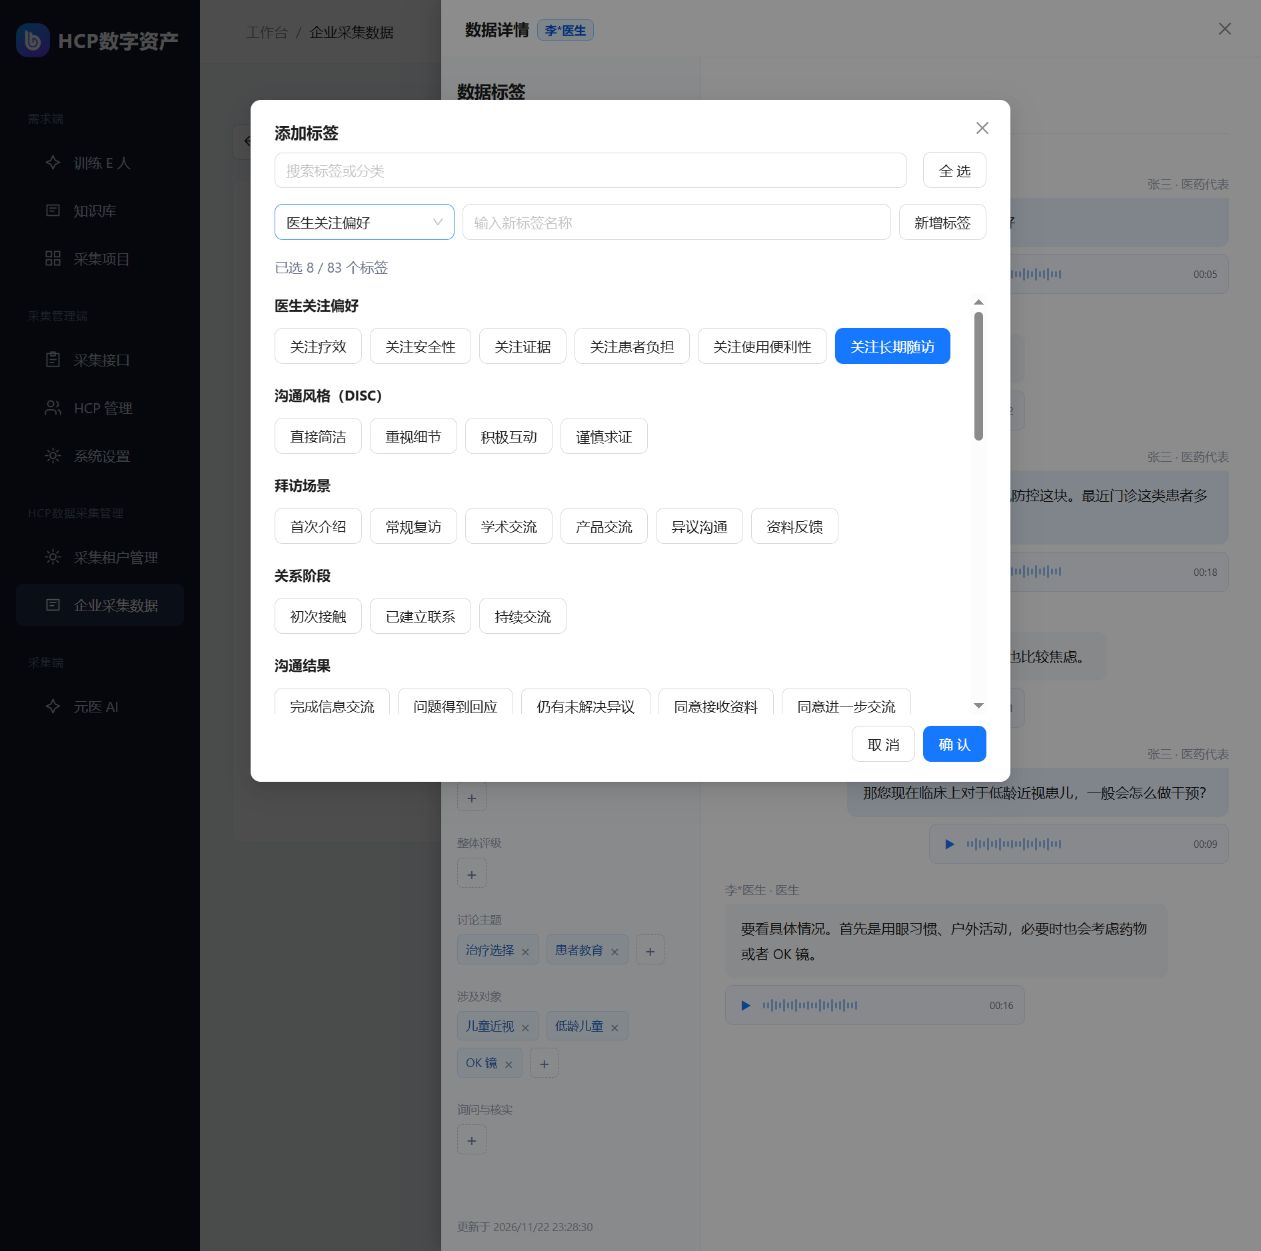 HCP数字资产
需求端
训练 E 人
知识库
采集项目
采集管理端
采集接口
HCP 管理
系统设置
HCP数据采集管理
采集租户管理
企业采集数据
采集端
元医 AI
工作台 / 企业采集数据
数据详情 李*医生
数据标签
添加标签
搜索标签或分类 全 选
医生关注偏好 输入新标签名称 新增标签
已选 8 / 83 个标签
医生关注偏好
关注疗效 关注安全性 关注证据 关注患者负担 关注使用便利性 关注长期随访
沟通风格（DISC）
直接简洁 重视细节 积极互动 谨慎求证
拜访场景
首次介绍 常规复访 学术交流 产品交流 异议沟通 资料反馈
关系阶段
初次接触 已建立联系 持续交流
沟通结果
完成信息交流 问题得到回应 仍有未解决异议 同意接收资料 同意进一步交流
取 消 确 认
+
整体评级
+
讨论主题
治疗选择 × 患者教育 × +
涉及对象
儿童近视 × 低龄儿童 ×
OK 镜 × +
询问与核实
+
更新于 2026/11/22 23:28:30
张三 · 医药代表
00:05
张三 · 医药代表
防控这块。最近门诊这类患者多
00:18
也比较焦虑。
张三 · 医药代表
那您现在临床上对于低龄近视患儿，一般会怎么做干预？
00:09
李*医生 · 医生
要看具体情况。首先是用眼习惯、户外活动，必要时也会考虑药物
或者 OK 镜。
00:16